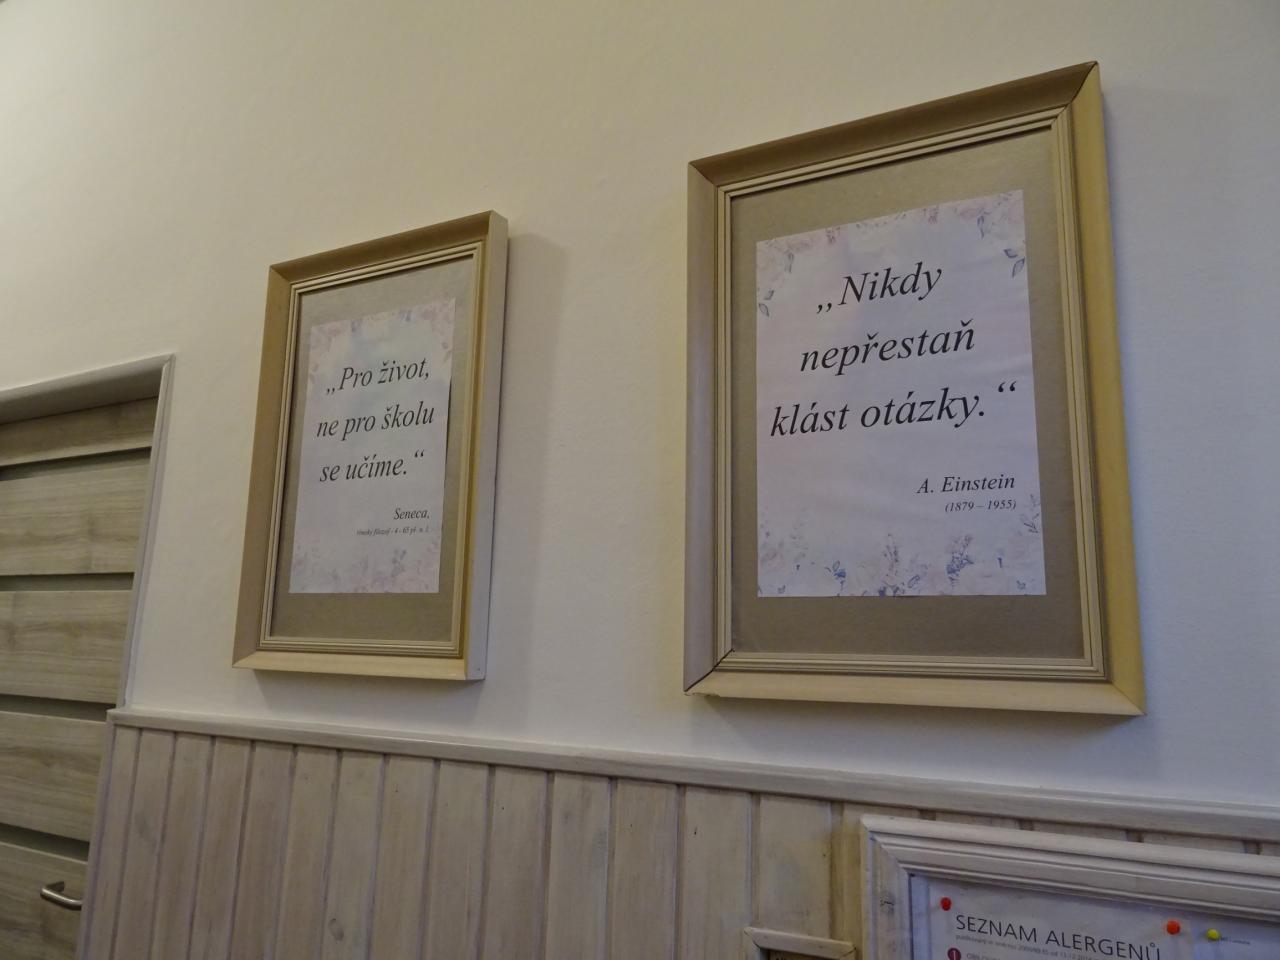 „Pro život,
ne pro školu
se učíme.“
Seneca,
„Nikdy
nepřestaň
klást otázky.“
A. Einstein
(1879 – 1955)
SEZNAM ALERGENŮ